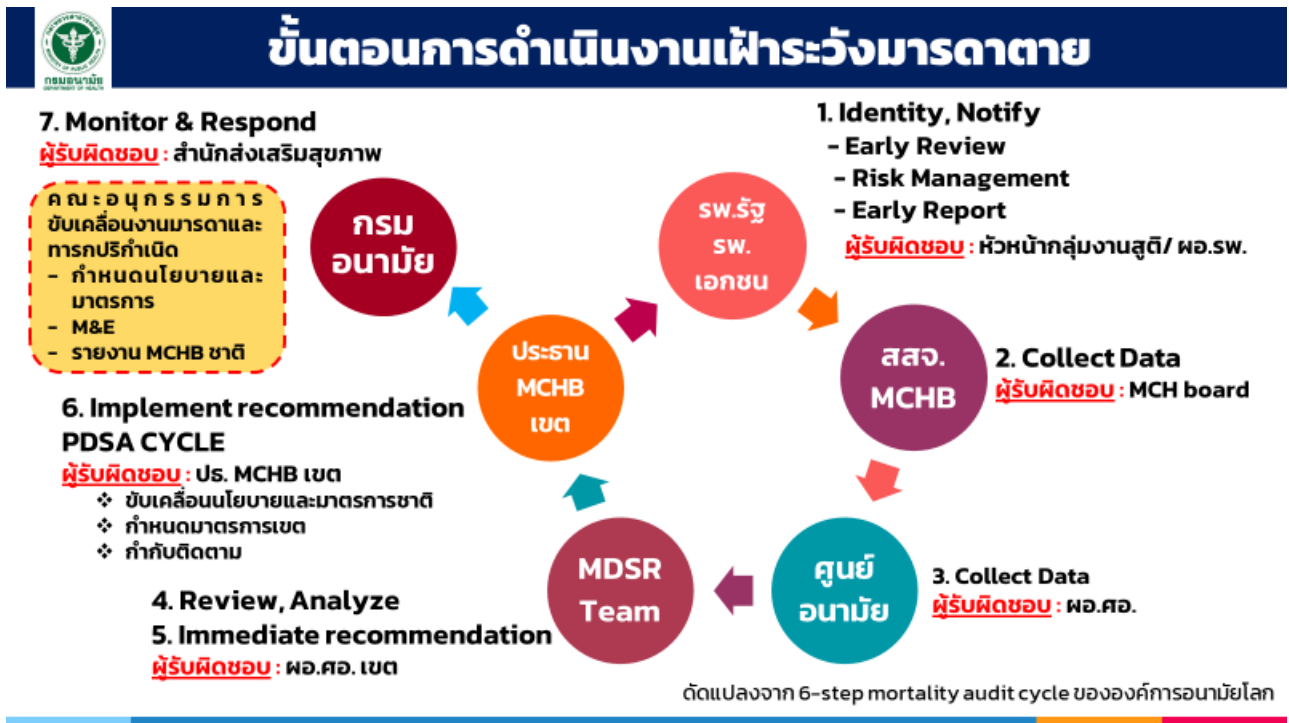 ขั้นตอนการดำเนินงานเฝ้าระวังมารดาตาย
กรมอนามัย
DEPARTMENT OF HEALTH
1. Identity, Notify
- Early Review
- Risk Management
- Early Report
ผู้รับผิดชอบ : หัวหน้ากลุ่มงานสูติ/ ผอ.รพ.
รพ.รัฐ
รพ.
เอกชน
สสจ.
MCHB
2. Collect Data
ผู้รับผิดชอบ : MCH board
ศูนย์
อนามัย
3. Collect Data
ผู้รับผิดชอบ : ผอ.ศอ.
MDSR
Team
4. Review, Analyze
5. Immediate recommendation
ผู้รับผิดชอบ : ผอ.ศอ. เขต
ประธาน
MCHB
เขต
6. Implement recommendation
PDSA CYCLE
ผู้รับผิดชอบ : ปธ. MCHB เขต
❖ ขับเคลื่อนนโยบายและมาตรการชาติ
❖ กำหนดมาตรการเขต
❖ กำกับติดตาม
กรม
อนามัย
7. Monitor & Respond
ผู้รับผิดชอบ : สำนักส่งเสริมสุขภาพ
คณะอนุกรรมการ
ขับเคลื่อนงานมารดาและ
ทารกปริกำเนิด
- กำหนดนโยบายและ
มาตรการ
- M&E
- รายงาน MCHB ชาติ
ดัดแปลงจาก 6-step mortality audit cycle ขององค์การอนามัยโลก